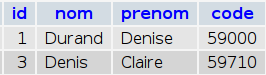 id nom prenom code
1 Durand Denise 59000
3 Denis Claire 59710